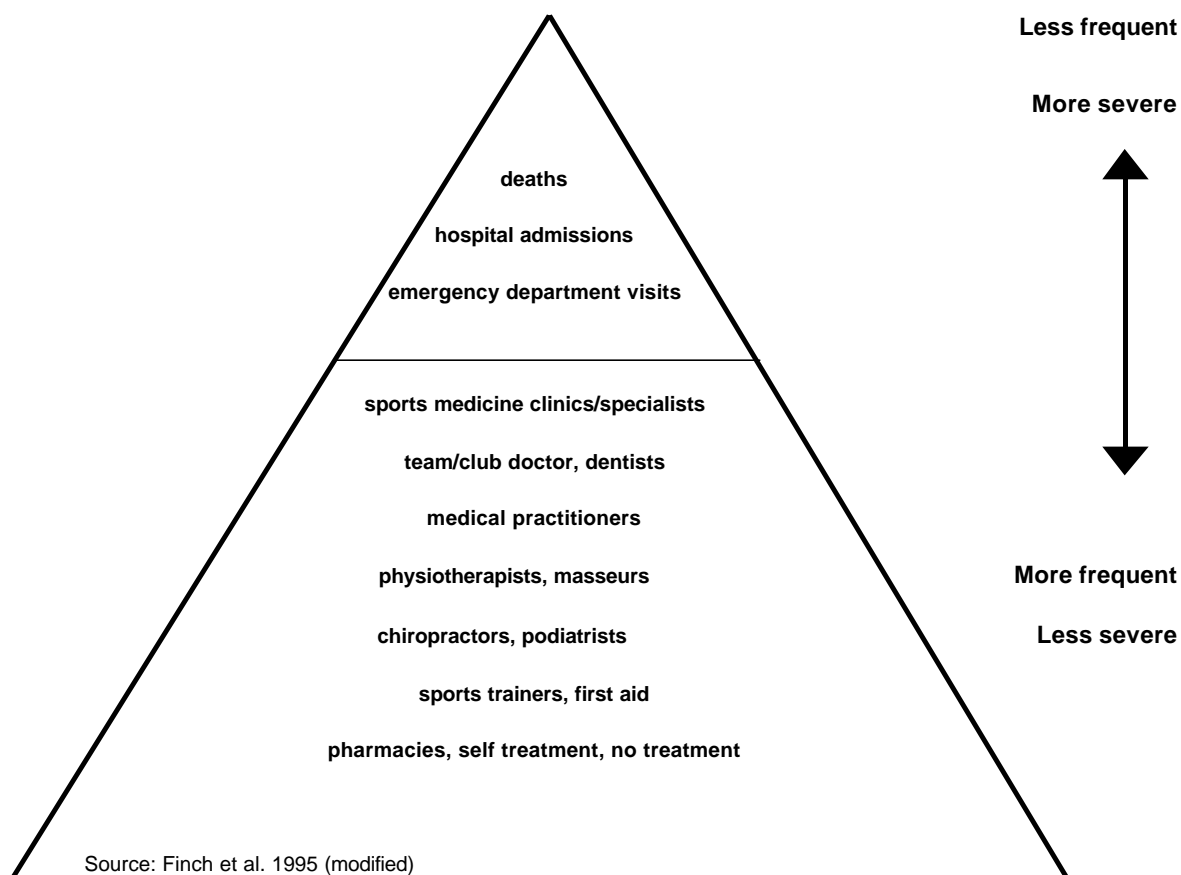 Less frequent
More severe
deaths
hospital admissions
emergency department visits
sports medicine clinics/specialists
team/club doctor, dentists
medical practitioners
physiotherapists, masseurs
More frequent
chiropractors, podiatrists
Less severe
sports trainers, first aid
pharmacies, self treatment, no treatment
Source: Finch et al. 1995 (modified)